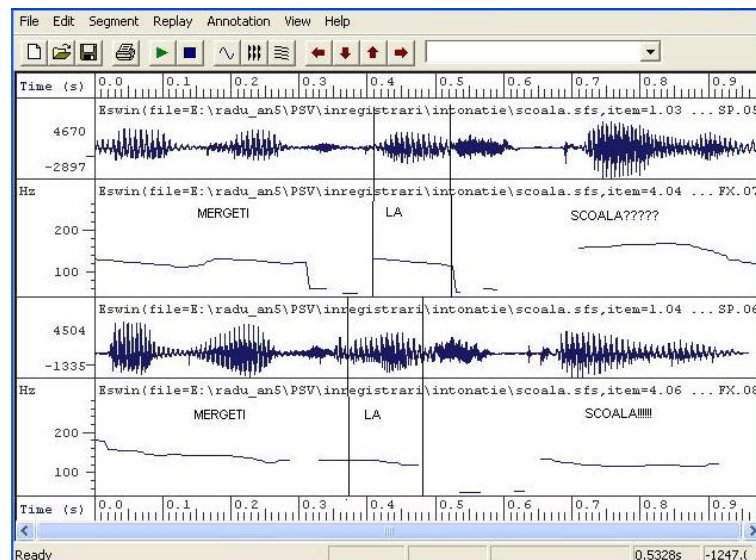 File Edit Segment Replay Annotation View Help
Time (s) 0.0 0.1 0.2 0.3 0.4 0.5 0.6 0.7 0.8 0.9
Eswin(file=E:\radu_an5\PSV\inregistrari\intonatie\scoala.sfs,item=1.03 ... SP.05
4670
-2897
Hz Eswin(file=E:\radu_an5\PSV\inregistrari\intonatie\scoala.sfs,item=4.04 ... FX.07
MERGETI LA SCOALA?????
200
100
Eswin(file=E:\radu_an5\PSV\inregistrari\intonatie\scoala.sfs,item=1.04 ... SP.06
4504
-1335
Hz Eswin(file=E:\radu_an5\PSV\inregistrari\intonatie\scoala.sfs,item=4.06 ... FX.08
MERGETI LA SCOALA!!!!!!
200
100
Time (s) 0.0 0.1 0.2 0.3 0.4 0.5 0.6 0.7 0.8 0.9
Ready 0.5328s -1247.(